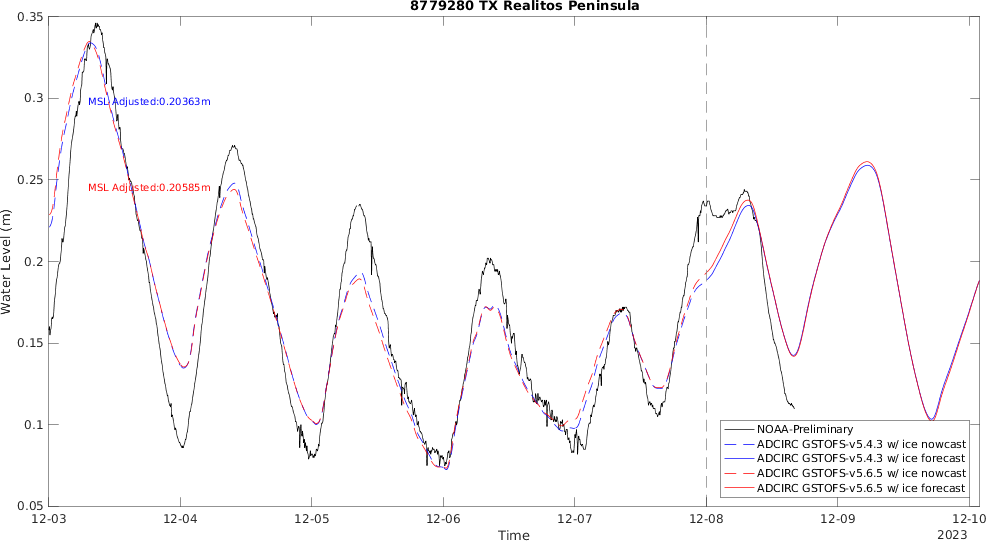 8779280 TX Realitos Peninsula
0.35
0.3
0.25
0.2
0.15
0.1
0.05
Water Level (m)
MSL Adjusted:0.20363m
MSL Adjusted:0.20585m
NOAA-Preliminary
ADCIRC GSTOFS-v5.4.3 w/ ice nowcast
ADCIRC GSTOFS-v5.4.3 w/ ice forecast
ADCIRC GSTOFS-v5.6.5 w/ ice nowcast
ADCIRC GSTOFS-v5.6.5 w/ ice forecast
12-03 12-04 12-05 12-06 12-07 12-08 12-09 12-10
Time
2023